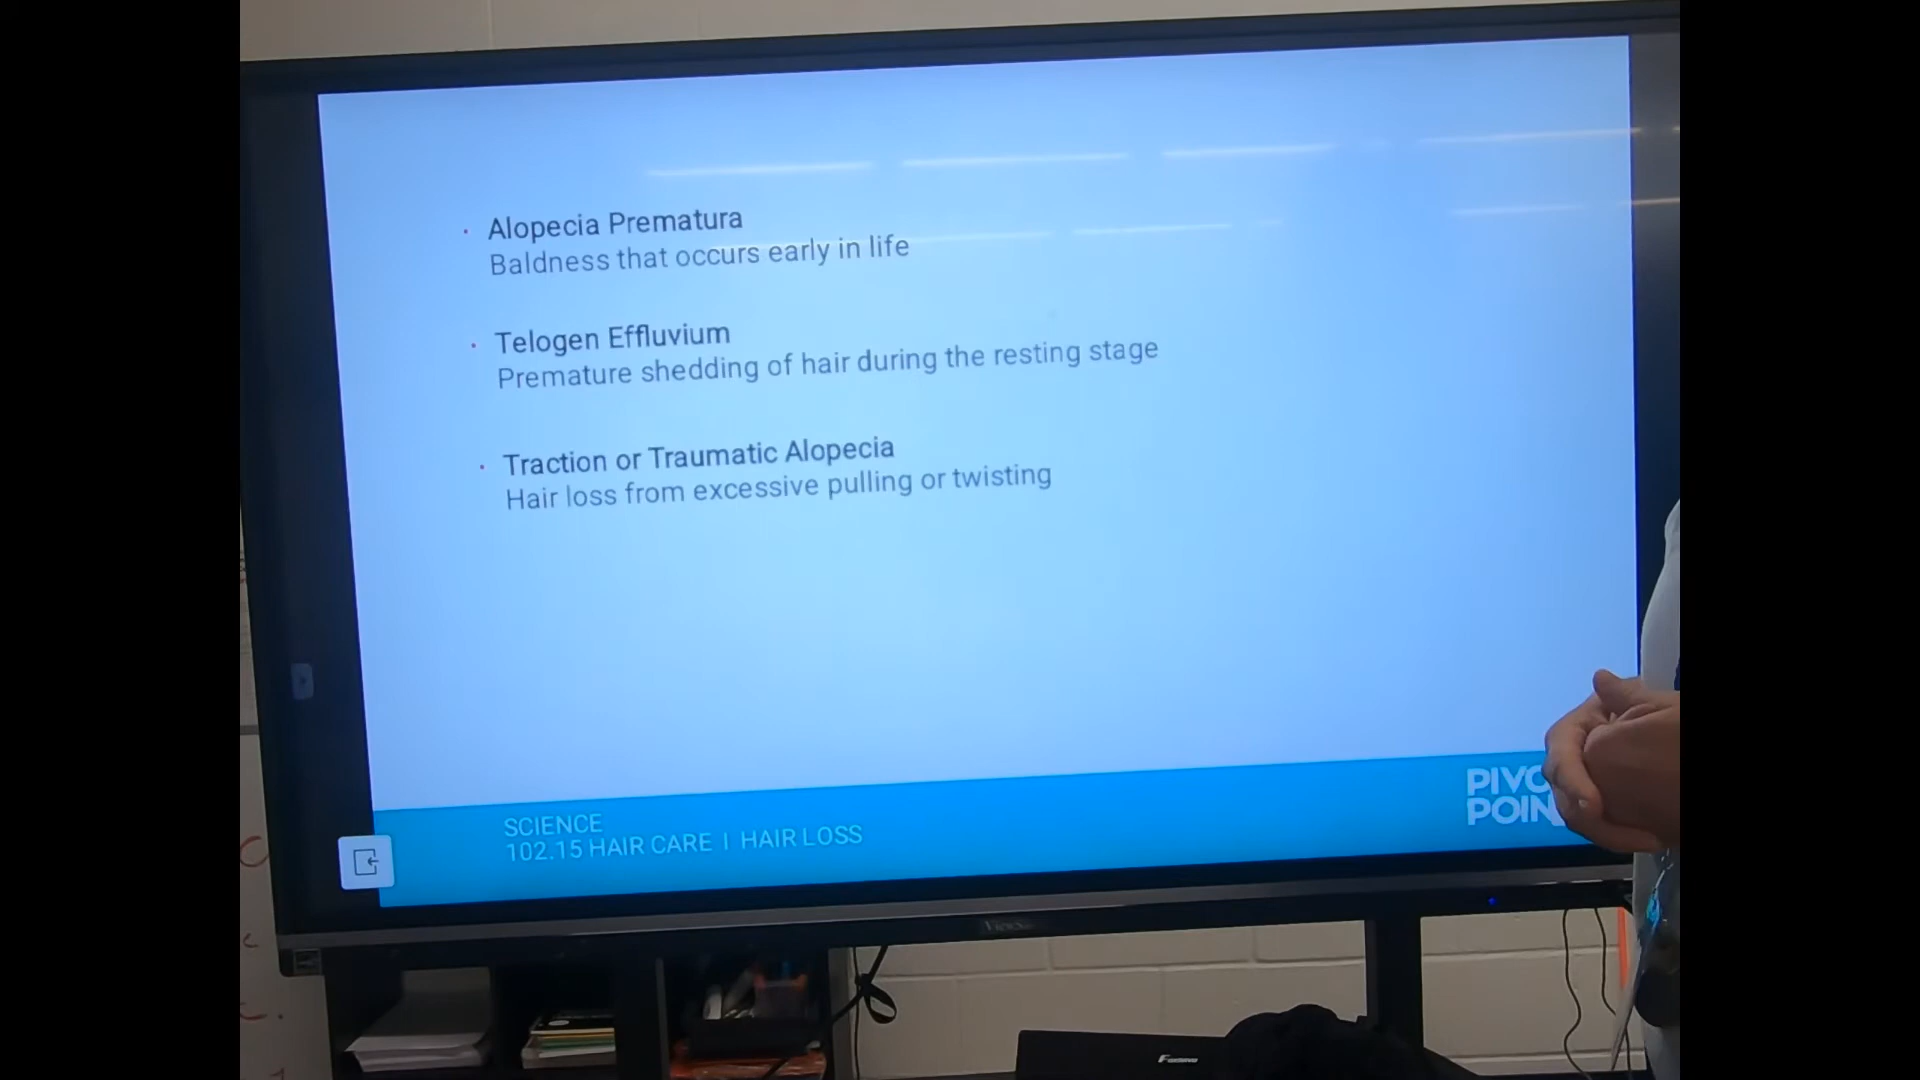 Alopecia Prematura
Baldness that occurs early in life
Telogen Effluvium
Premature shedding of hair during the resting stage
Traction or Traumatic Alopecia
Hair loss from excessive pulling or twisting
SCIENCE
102.15 HAIR CARE I HAIR LOSS
PIVO
POIN